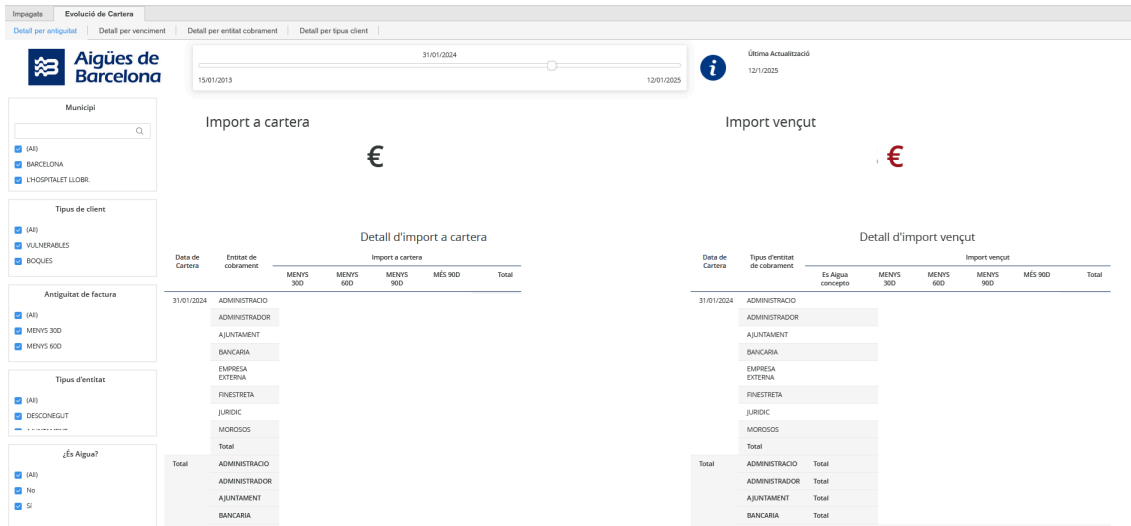 Impagats Evolució de Cartera
Detall per antiguitat Detall per venciment Detall per entitat cobrament Detall per tipus client
Aigües de
Barcelona
31/01/2024
15/01/2013 12/01/2025
i
Última Actualització
12/1/2025
Municipi
(All)
BARCELONA
L'HOSPITALET LLOBR.
Tipus de client
(All)
VULNERABLES
BOQUES
Antiguitat de factura
(All)
MENYS 30D
MENYS 60D
Tipus d'entitat
(All)
DESCONEGUT
¿És Aigua?
(All)
No
Sí
Import a cartera
€
Import vençut
€
Detall d'import a cartera
Data de Cartera Entitat de cobrament Import a cartera
MENYS 30D MENYS 60D MENYS 90D MÉS 90D Total
31/01/2024 ADMINISTRACIO
ADMINISTRADOR
AJUNTAMENT
BANCARIA
EMPRESA
EXTERNA
FINESTRETA
JURIDIC
MOROSOS
Total
Total ADMINISTRACIO
ADMINISTRADOR
AJUNTAMENT
BANCARIA
Detall d'import vençut
Data de Cartera Tipus d'entitat de cobrament Import vençut
Es Aigua concepto MENYS 30D MENYS 60D MENYS 90D MÉS 90D Total
31/01/2024 ADMINISTRACIO
ADMINISTRADOR
AJUNTAMENT
BANCARIA
EMPRESA
EXTERNA
FINESTRETA
JURIDIC
MOROSOS
Total
Total ADMINISTRACIO Total
ADMINISTRADOR Total
AJUNTAMENT Total
BANCARIA Total